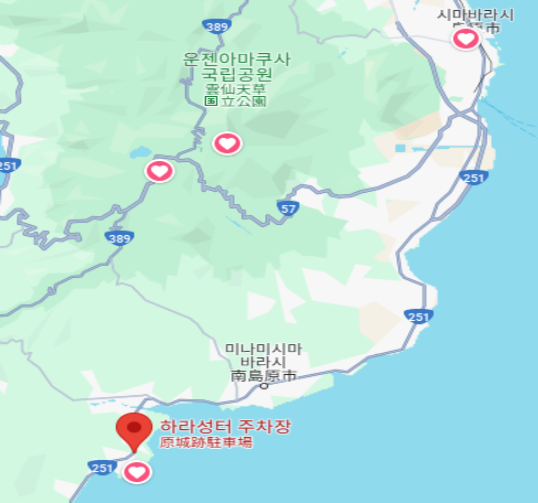 시마바라시
島原市
389
운젠아마쿠사
국립공원
雲仙天草
国立公園
251
251
57
389
251
미나미시마
바라시
南島原市
하라성터 주차장
原城跡駐車場
251